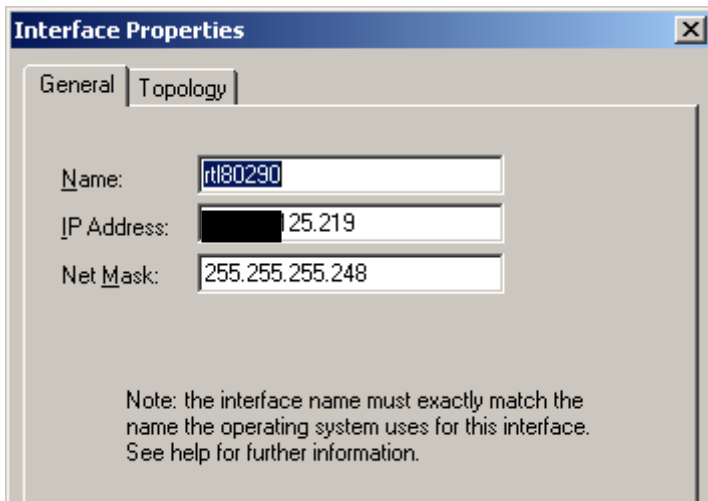 Interface Properties
General Topology
Name: rtl80290
IP Address: 125.219
Net Mask: 255.255.255.248
Note: the interface name must exactly match the
name the operating system uses for this interface.
See help for further information.